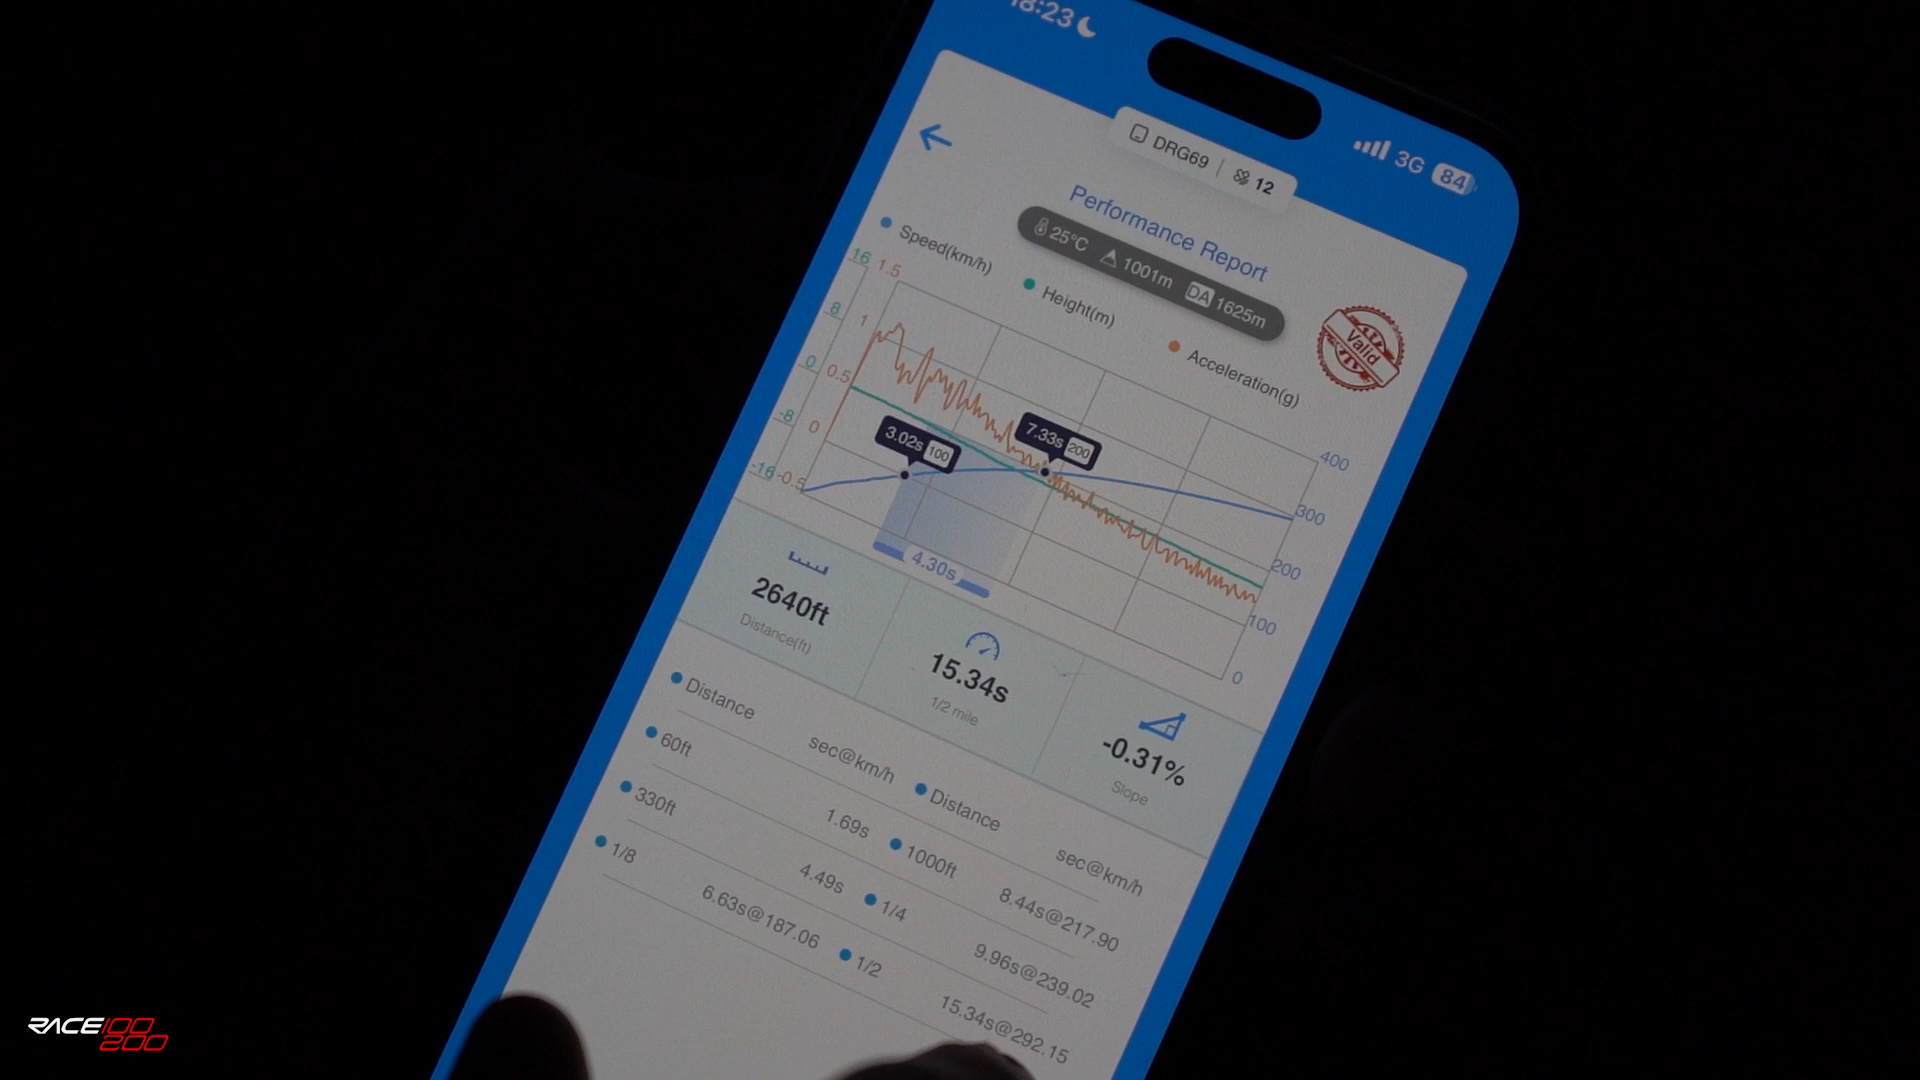 18:23
3G 84
DRG69 | 12
Performance Report
25°C 1001m DA 1625m
Speed(km/h)
Height(m)
Acceleration(g)
Valid
16 1.5
8 1
0 0.5
-8 0
-16 -0.5
400
300
200
100
0
3.02s 100
7.33s 200
4.30s
2640ft
Distance(ft)
15.34s
1/2 mile
-0.31%
Slope
Distance sec@km/h Distance sec@km/h
60ft 1.69s 1000ft 8.44s@217.90
330ft 4.49s 1/4 9.96s@239.02
1/8 6.63s@187.06 1/2 15.34s@292.15
RACE100
200